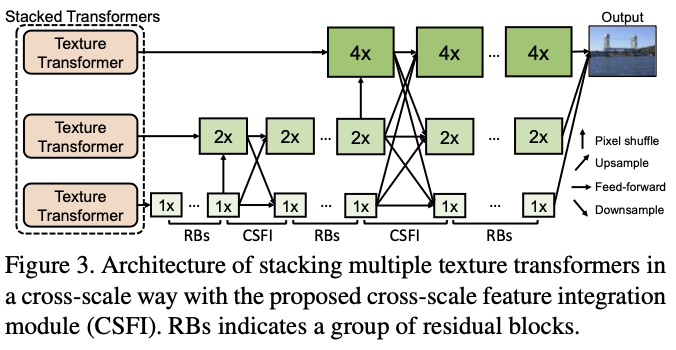 Stacked Transformers
Output
Texture
Transformer
4x
4x
...
4x
Texture
Transformer
2x
2x
...
2x
2x
...
2x
Texture
Transformer
1x
...
1x
1x
...
1x
1x
...
1x
Pixel shuffle
Upsample
Feed-forward
Downsample
RBs
CSFI
RBs
CSFI
RBs
Figure 3. Architecture of stacking multiple texture transformers in
a cross-scale way with the proposed cross-scale feature integration
module (CSFI). RBs indicates a group of residual blocks.